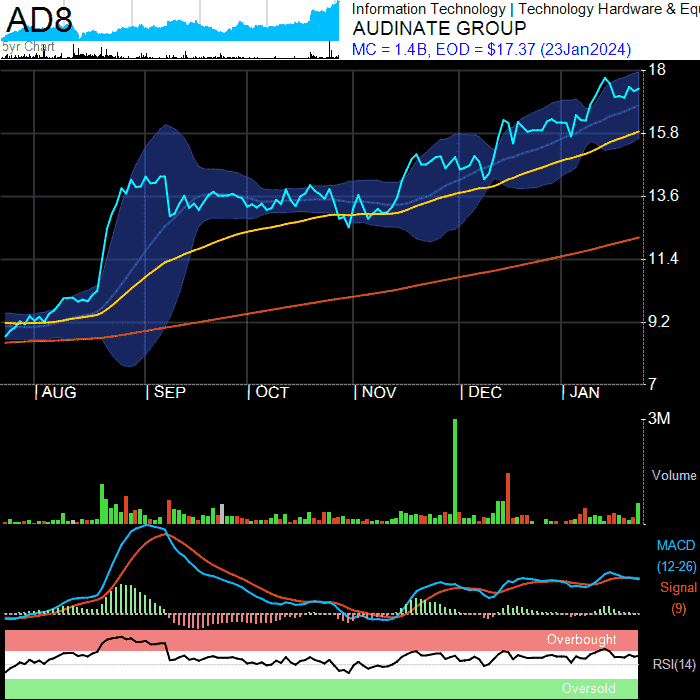 AD8
5yr Chart
Information Technology | Technology Hardware & Equ
AUDINATE GROUP
MC = 1.4B, EOD = $17.37 (23Jan2024)
18
15.8
13.6
11.4
9.2
7
| AUG | SEP | OCT | NOV | DEC | JAN
3M
Volume
MACD
(12-26)
Signal
(9)
Overbought
RSI(14)
Oversold